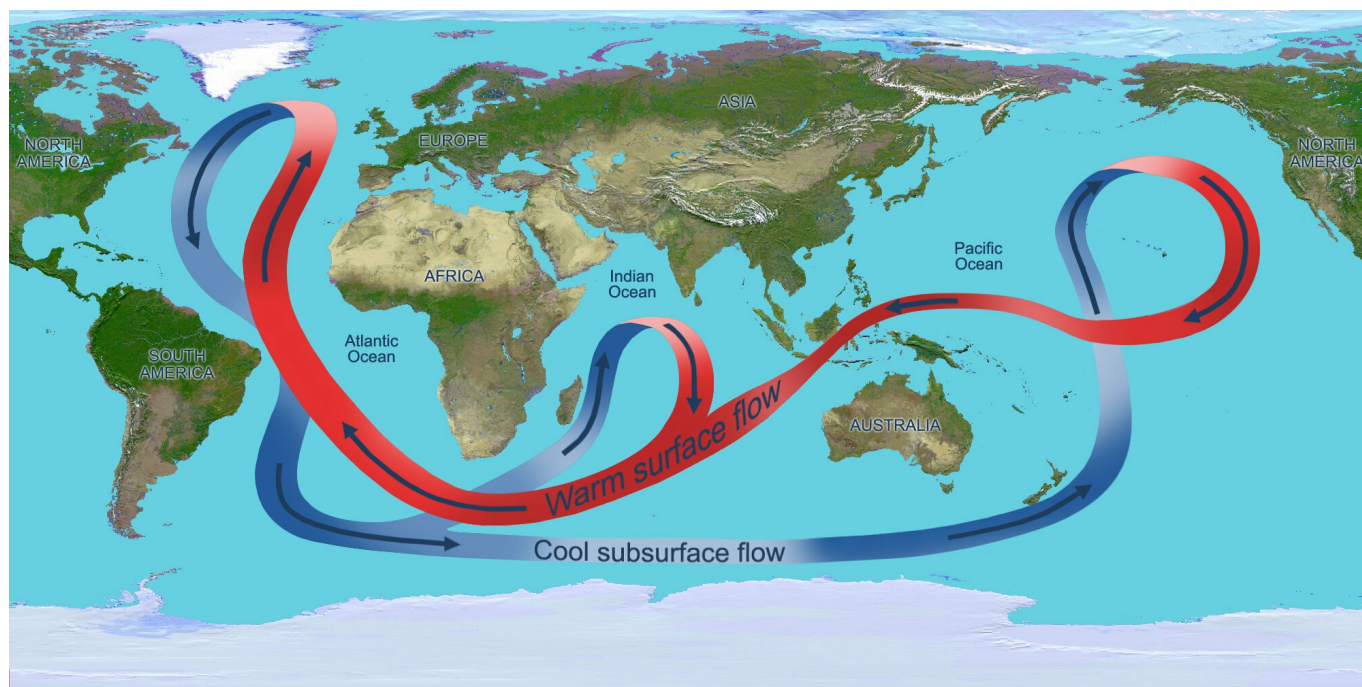 ASIA
NORTH
AMERICA
EUROPE
NORTH
AMERICA
Pacific
Ocean
AFRICA
Indian
Ocean
Atlantic
Ocean
SOUTH
AMERICA
AUSTRALIA
Warm surface flow
Cool subsurface flow